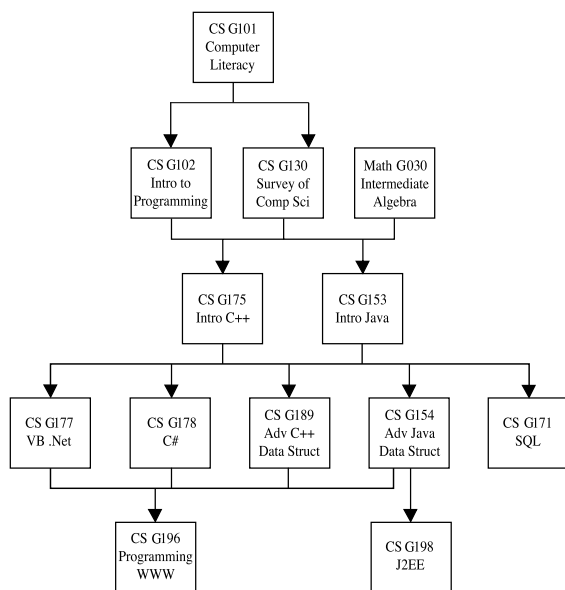 CS G101
Computer
Literacy
CS G102
Intro to
Programming
CS G130
Survey of
Comp Sci
Math G030
Intermediate
Algebra
CS G175
Intro C++
CS G153
Intro Java
CS G177
VB .Net
CS G178
C#
CS G189
Adv C++
Data Struct
CS G154
Adv Java
Data Struct
CS G171
SQL
CS G196
Programming
WWW
CS G198
J2EE